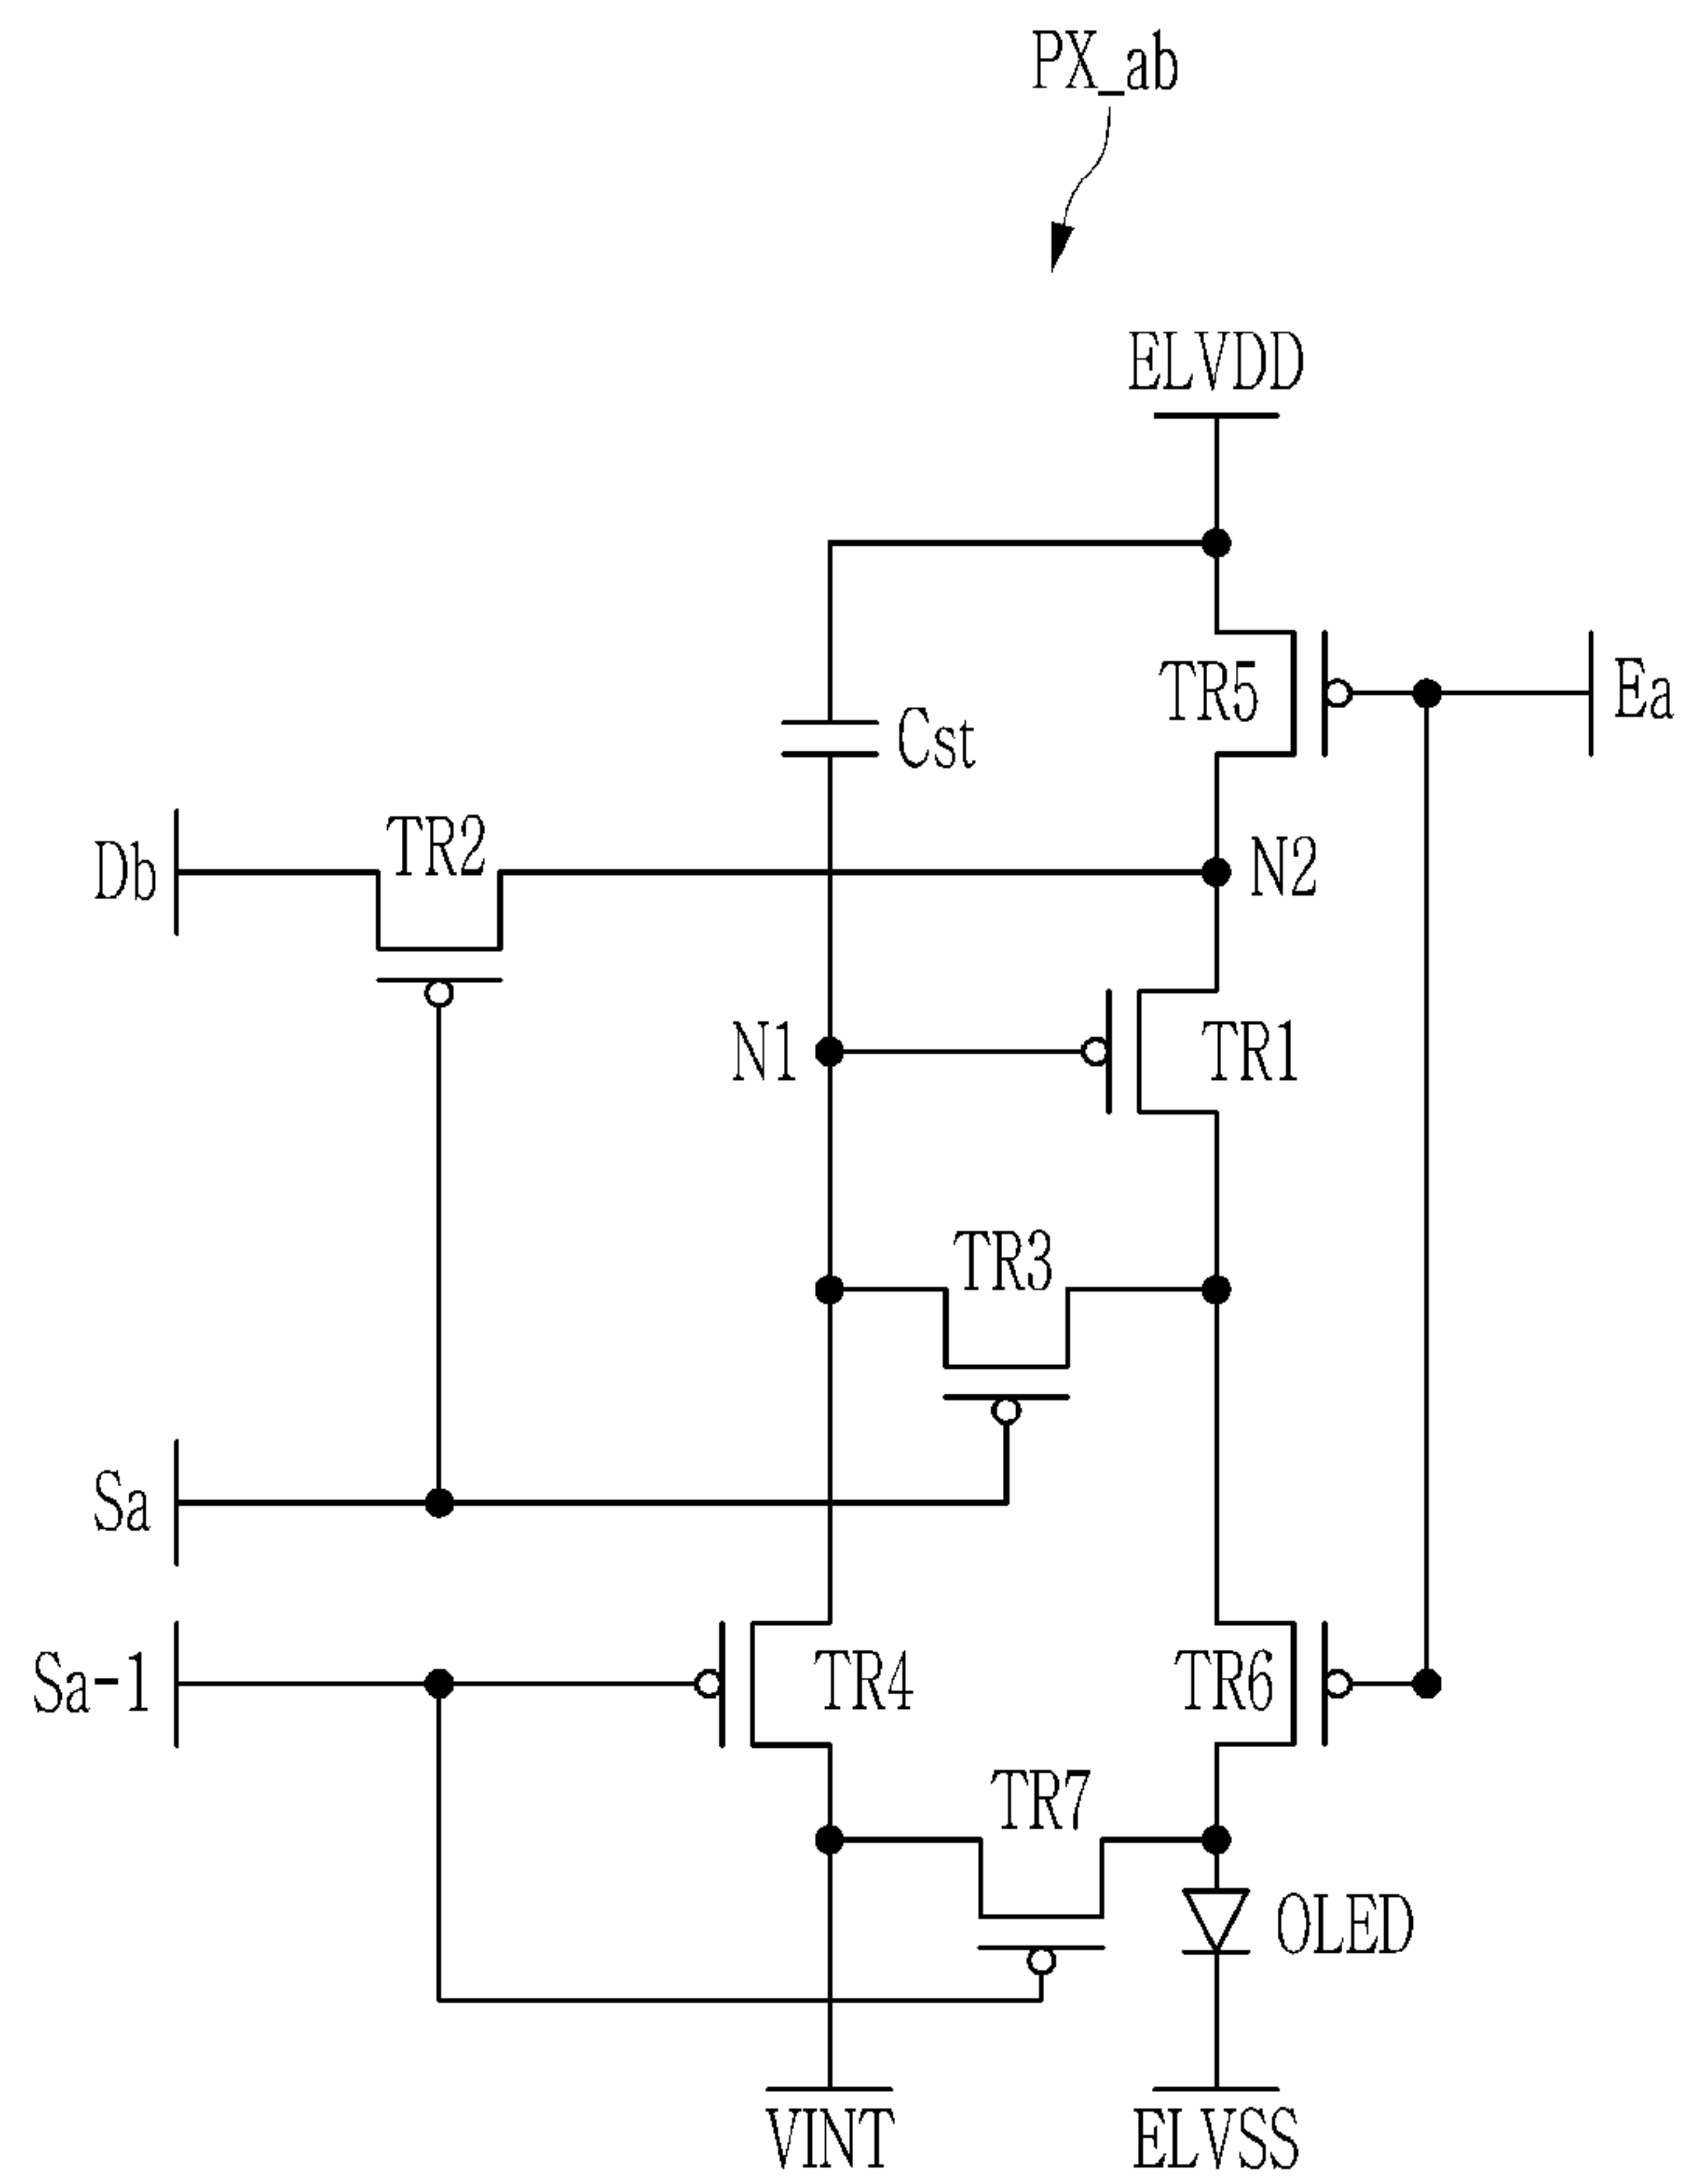 PX_ab
ELVDD
TR5
Ea
Cst
TR2
Db
N2
N1
TR1
TR3
Sa
Sa-1
TR4
TR6
TR7
OLED
VINT
ELVSS